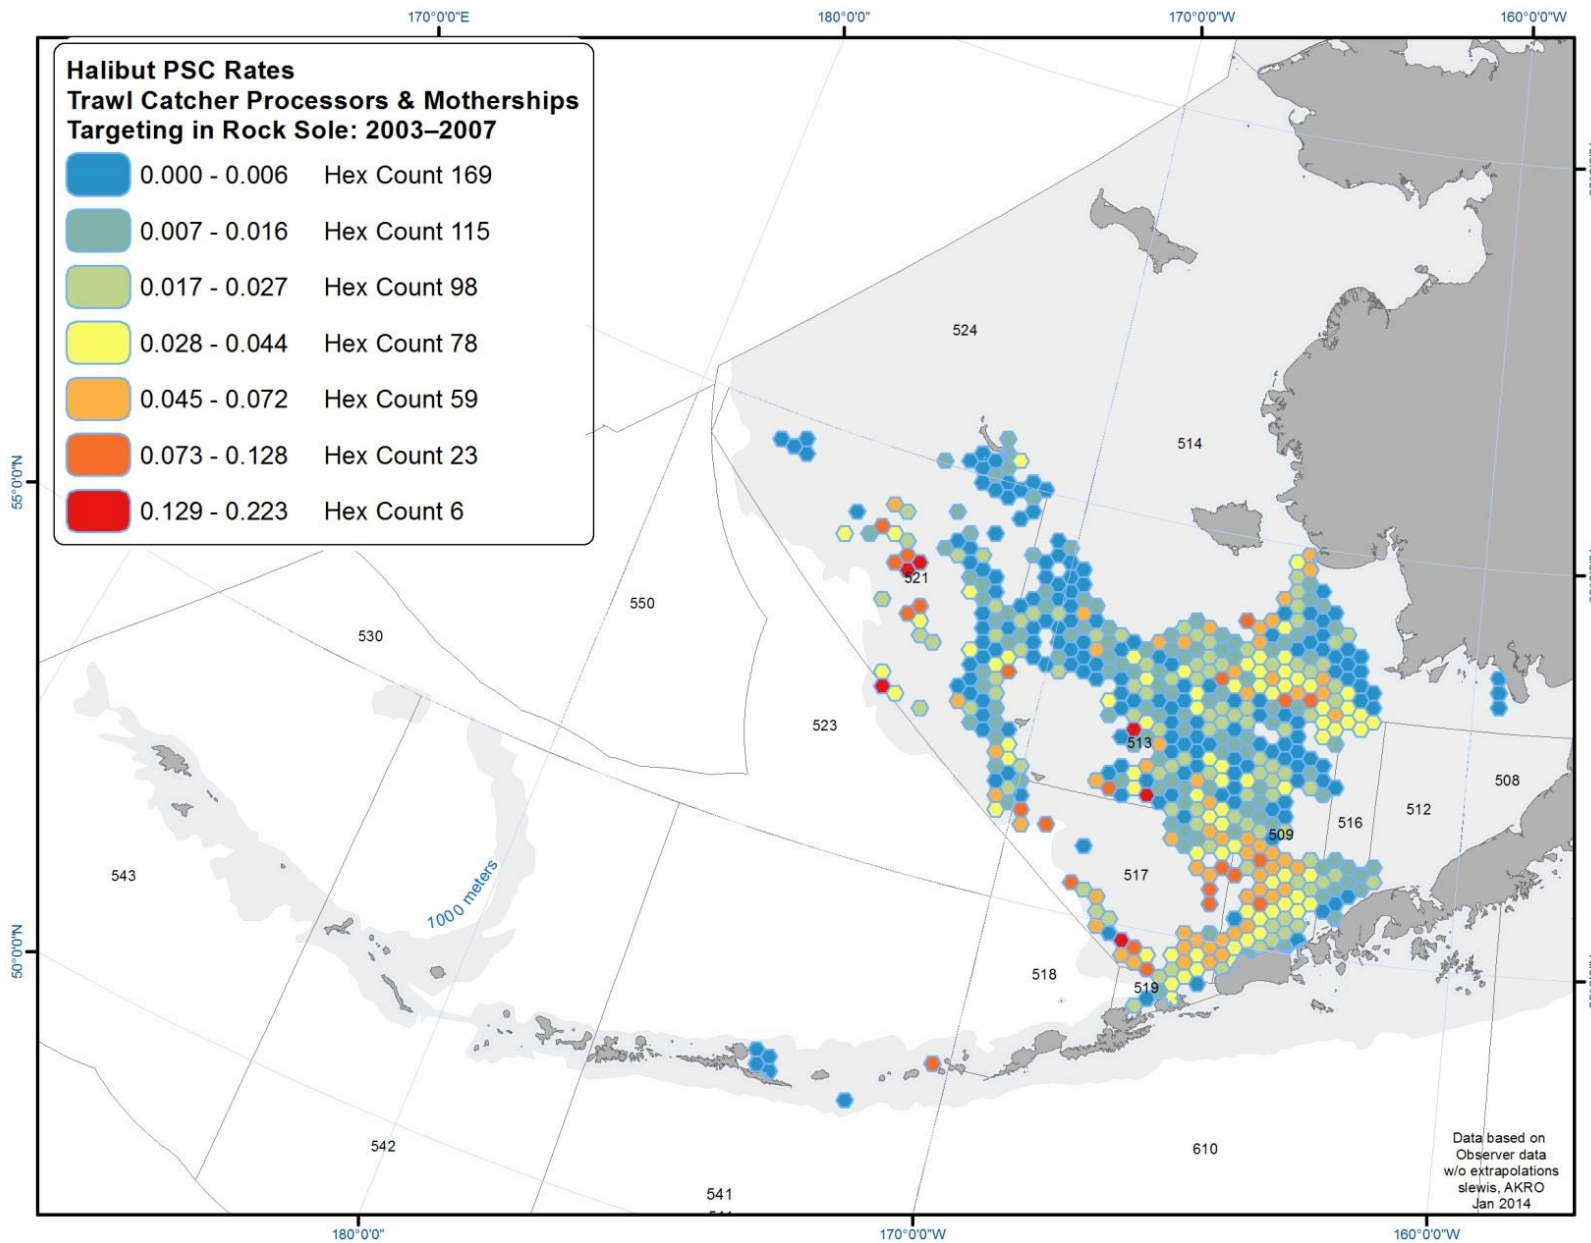 170°0'0"E
180°0'0"
170°0'0"W
160°0'0"W
Halibut PSC Rates
Trawl Catcher Processors & Motherships
Targeting in Rock Sole: 2003–2007
0.000 - 0.006 Hex Count 169
0.007 - 0.016 Hex Count 115
0.017 - 0.027 Hex Count 98
0.028 - 0.044 Hex Count 78
0.045 - 0.072 Hex Count 59
0.073 - 0.128 Hex Count 23
0.129 - 0.223 Hex Count 6
524
514
55°0'0"N
521
550
530
523
513
508
512
516
509
517
543
1000 meters
50°0'0"N
518
519
542
610
541
Data based on
Observer data
w/o extrapolations
slewis, AKRO
Jan 2014
180°0'0"
170°0'0"W
160°0'0"W